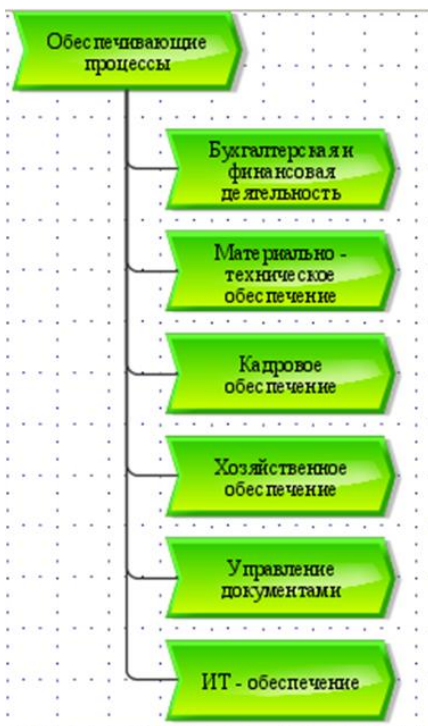 Обеспечивающие
процессы
Бухгалтерская и
финансовая
деятельность
Материально -
техническое
обеспечение
Кадровое
обеспечение
Хозяйственное
обеспечение
Управление
документами
ИТ - обеспечение